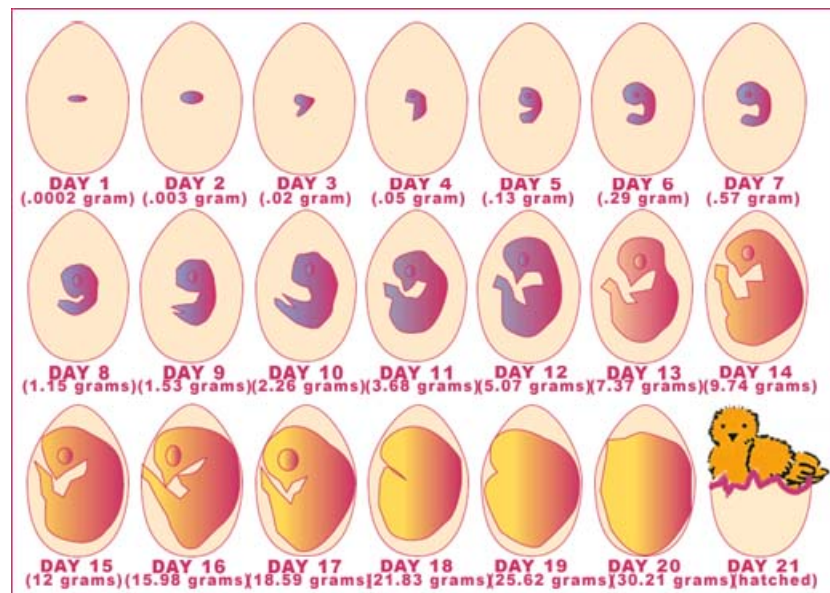 DAY 1 DAY 2 DAY 3 DAY 4 DAY 5 DAY 6 DAY 7
(.0002 gram) (.003 gram) (.02 gram) (.05 gram) (.13 gram) (.29 gram) (.57 gram)
DAY 8 DAY 9 DAY 10 DAY 11 DAY 12 DAY 13 DAY 14
(1.15 grams)(1.53 grams)(2.26 grams)(3.68 grams)(5.07 grams)(7.37 grams)(9.74 grams)
DAY 15 DAY 16 DAY 17 DAY 18 DAY 19 DAY 20 DAY 21
(12 grams) (15.98 grams)(18.59 grams)(21.83 grams)(25.62 grams)(30.21 grams)(hatched)